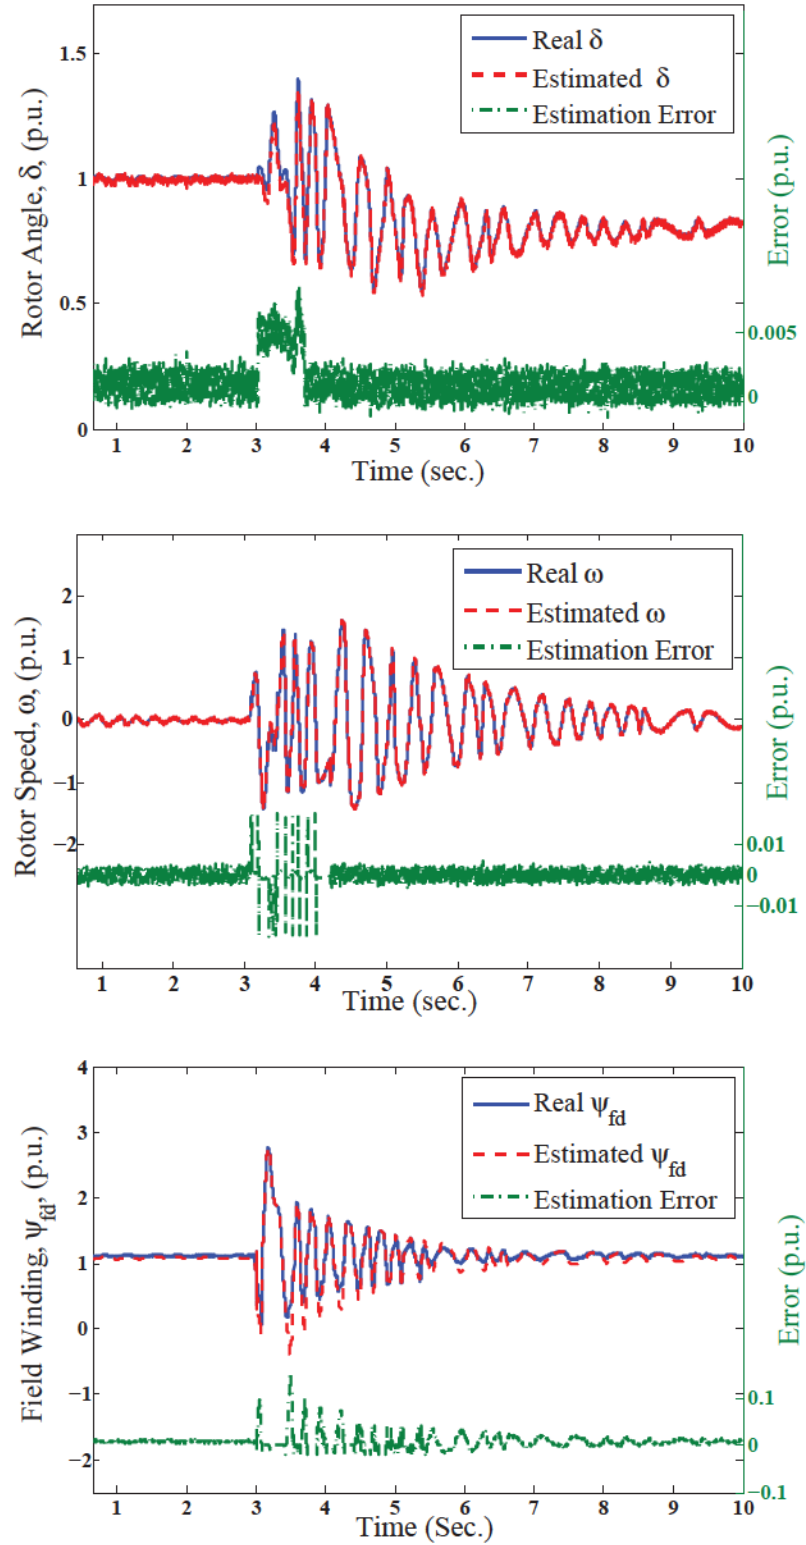 Real δ
Estimated δ
Estimation Error
Rotor Angle, δ, (p.u.)
1.5
1
0.5
0
Error (p.u.)
0.005
0
1 2 3 4 5 6 7 8 9 10
Time (sec.)
Real ω
Estimated ω
Estimation Error
Rotor Speed, ω, (p.u.)
2
1
0
−1
−2
Error (p.u.)
0.01
0
−0.01
1 2 3 4 5 6 7 8 9 10
Time (sec.)
Real ψfd
Estimated ψfd
Estimation Error
Field Winding, ψfd, (p.u.)
4
3
2
1
0
−1
−2
Error (p.u.)
0.1
0
−0.1
1 2 3 4 5 6 7 8 9 10
Time (Sec.)